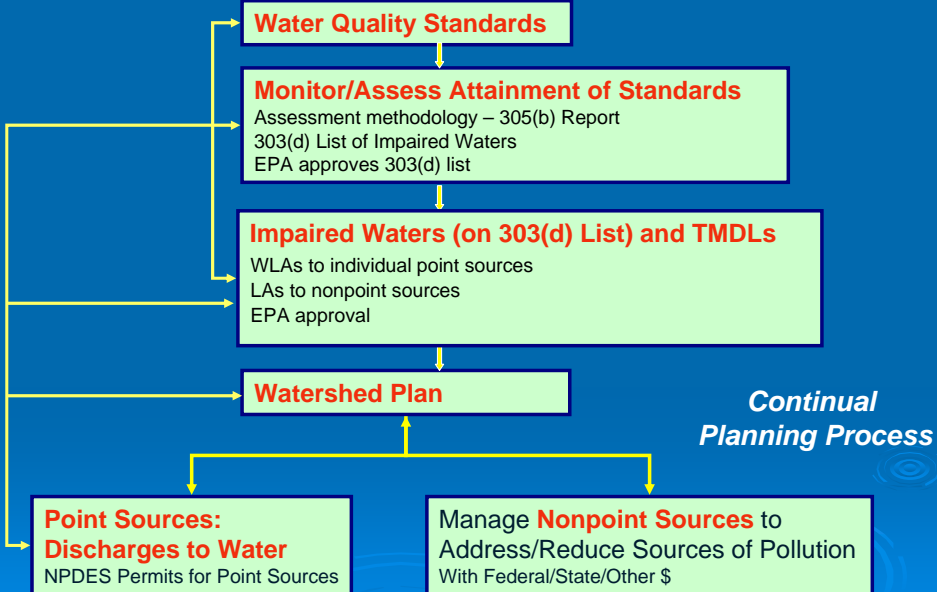 Water Quality Standards
Monitor/Assess Attainment of Standards
Assessment methodology – 305(b) Report
303(d) List of Impaired Waters
EPA approves 303(d) list
Impaired Waters (on 303(d) List) and TMDLs
WLAs to individual point sources
LAs to nonpoint sources
EPA approval
Watershed Plan
Continual
Planning Process
Point Sources:
Discharges to Water
NPDES Permits for Point Sources
Manage Nonpoint Sources to
Address/Reduce Sources of Pollution
With Federal/State/Other $